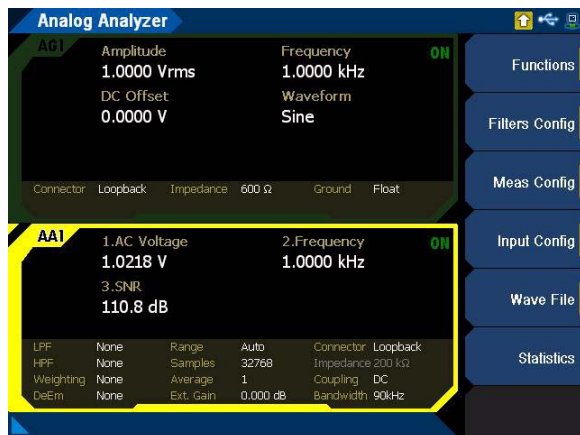 Analog Analyzer
AG1
Amplitude Frequency ON
1.0000 Vrms 1.0000 kHz
DC Offset Waveform
0.0000 V Sine
Connector Loopback Impedance 600 Ω Ground Float
AA1
1.AC Voltage 2.Frequency ON
1.0218 V 1.0000 kHz
3.SNR
110.8 dB
LPF None Range Auto Connector Loopback
HPF None Samples 32768 Impedance 200 kΩ
Weighting None Average 1 Coupling DC
DeEm None Ext. Gain 0.000 dB Bandwidth 90kHz
Functions
Filters Config
Meas Config
Input Config
Wave File
Statistics